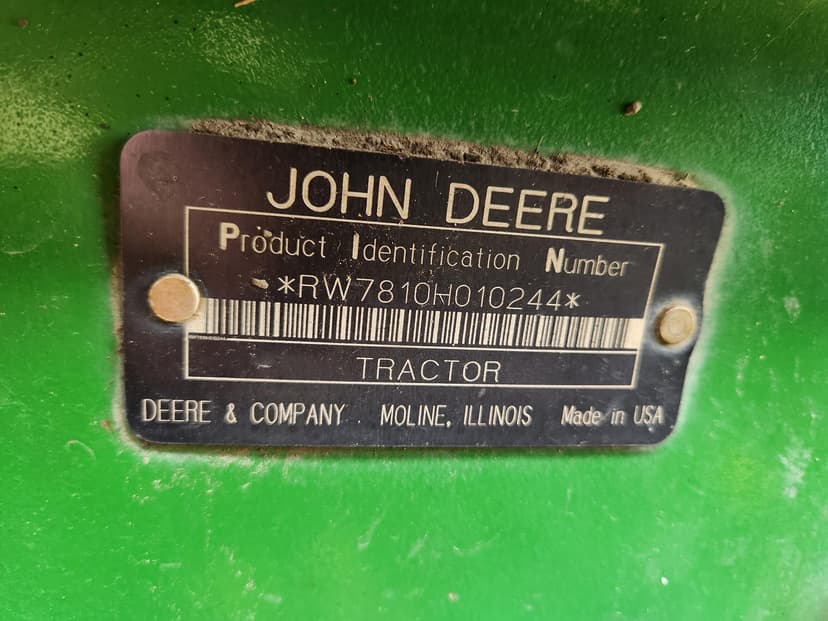 JOHN DEERE
Product Identification Number
*RW7810H010244*
TRACTOR
DEERE & COMPANY MOLINE, ILLINOIS Made in USA